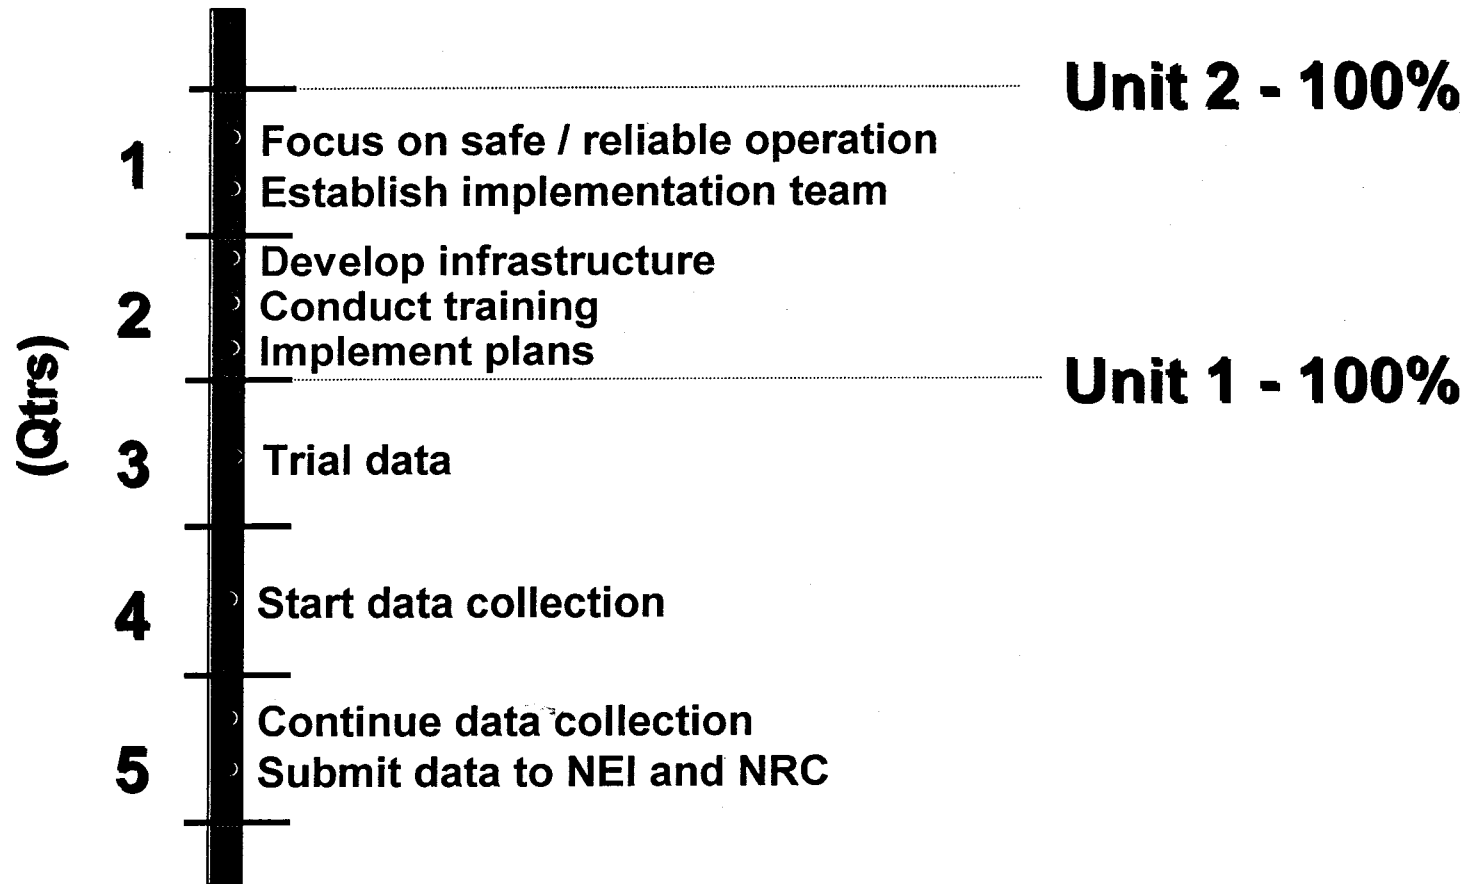 Unit 2 - 100%
1
Focus on safe / reliable operation
Establish implementation team
(Qtrs)
2
Develop infrastructure
Conduct training
Implement plans
Unit 1 - 100%
3
Trial data
4
Start data collection
5
Continue data collection
Submit data to NEI and NRC